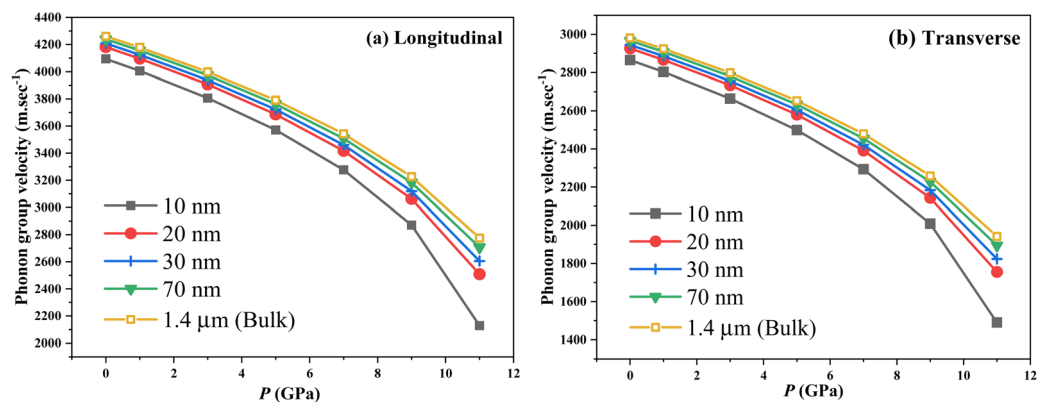 (a) Longitudinal
Phonon group velocity (m.sec⁻¹)
4400
4200
4000
3800
3600
3400
3200
3000
2800
2600
2400
2200
2000
10 nm
20 nm
30 nm
70 nm
1.4 μm (Bulk)
0 2 4 6 8 10 12
P (GPa)
(b) Transverse
Phonon group velocity (m.sec⁻¹)
3000
2800
2600
2400
2200
2000
1800
1600
1400
10 nm
20 nm
30 nm
70 nm
1.4 μm (Bulk)
0 2 4 6 8 10 12
P (GPa)